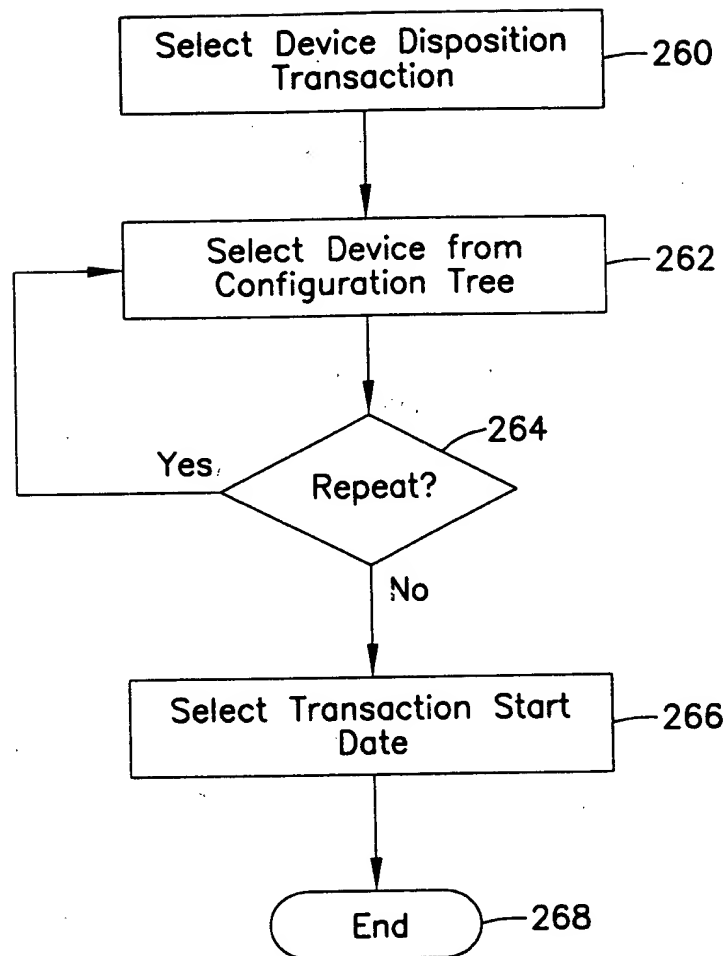 Select Device Disposition
Transaction
260
Select Device from
Configuration Tree
262
264
Yes
Repeat?
No
Select Transaction Start
Date
266
End
268